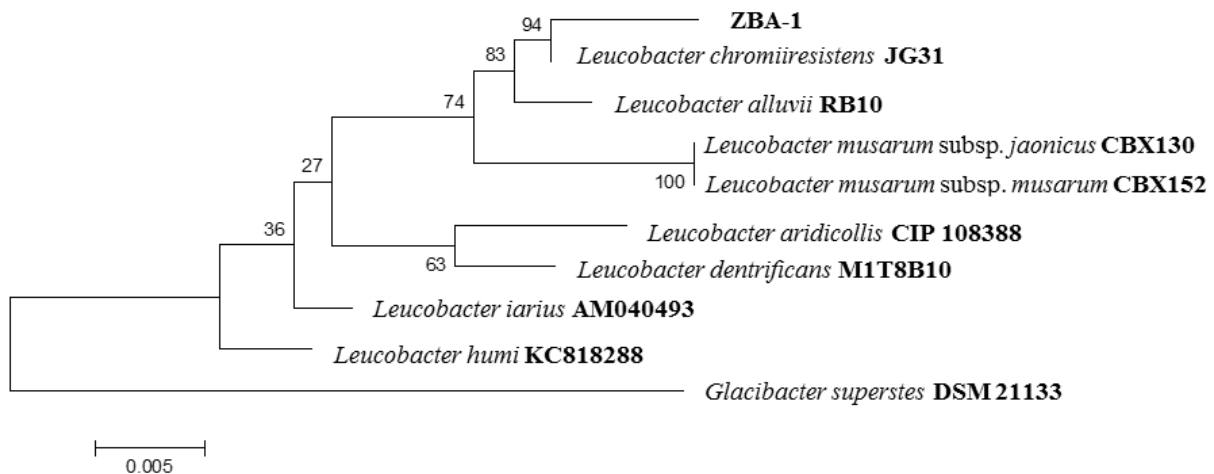 94
ZBA-1
83
Leucobacter chromiiresistens JG31
74
Leucobacter alluvii RB10
27
Leucobacter musarum subsp. jaonicus CBX130
100
Leucobacter musarum subsp. musarum CBX152
36
Leucobacter aridicollis CIP 108388
63
Leucobacter dentrificans M1T8B10
Leucobacter iarius AM040493
Leucobacter humi KC818288
Glacibacter superstes DSM 21133
0.005